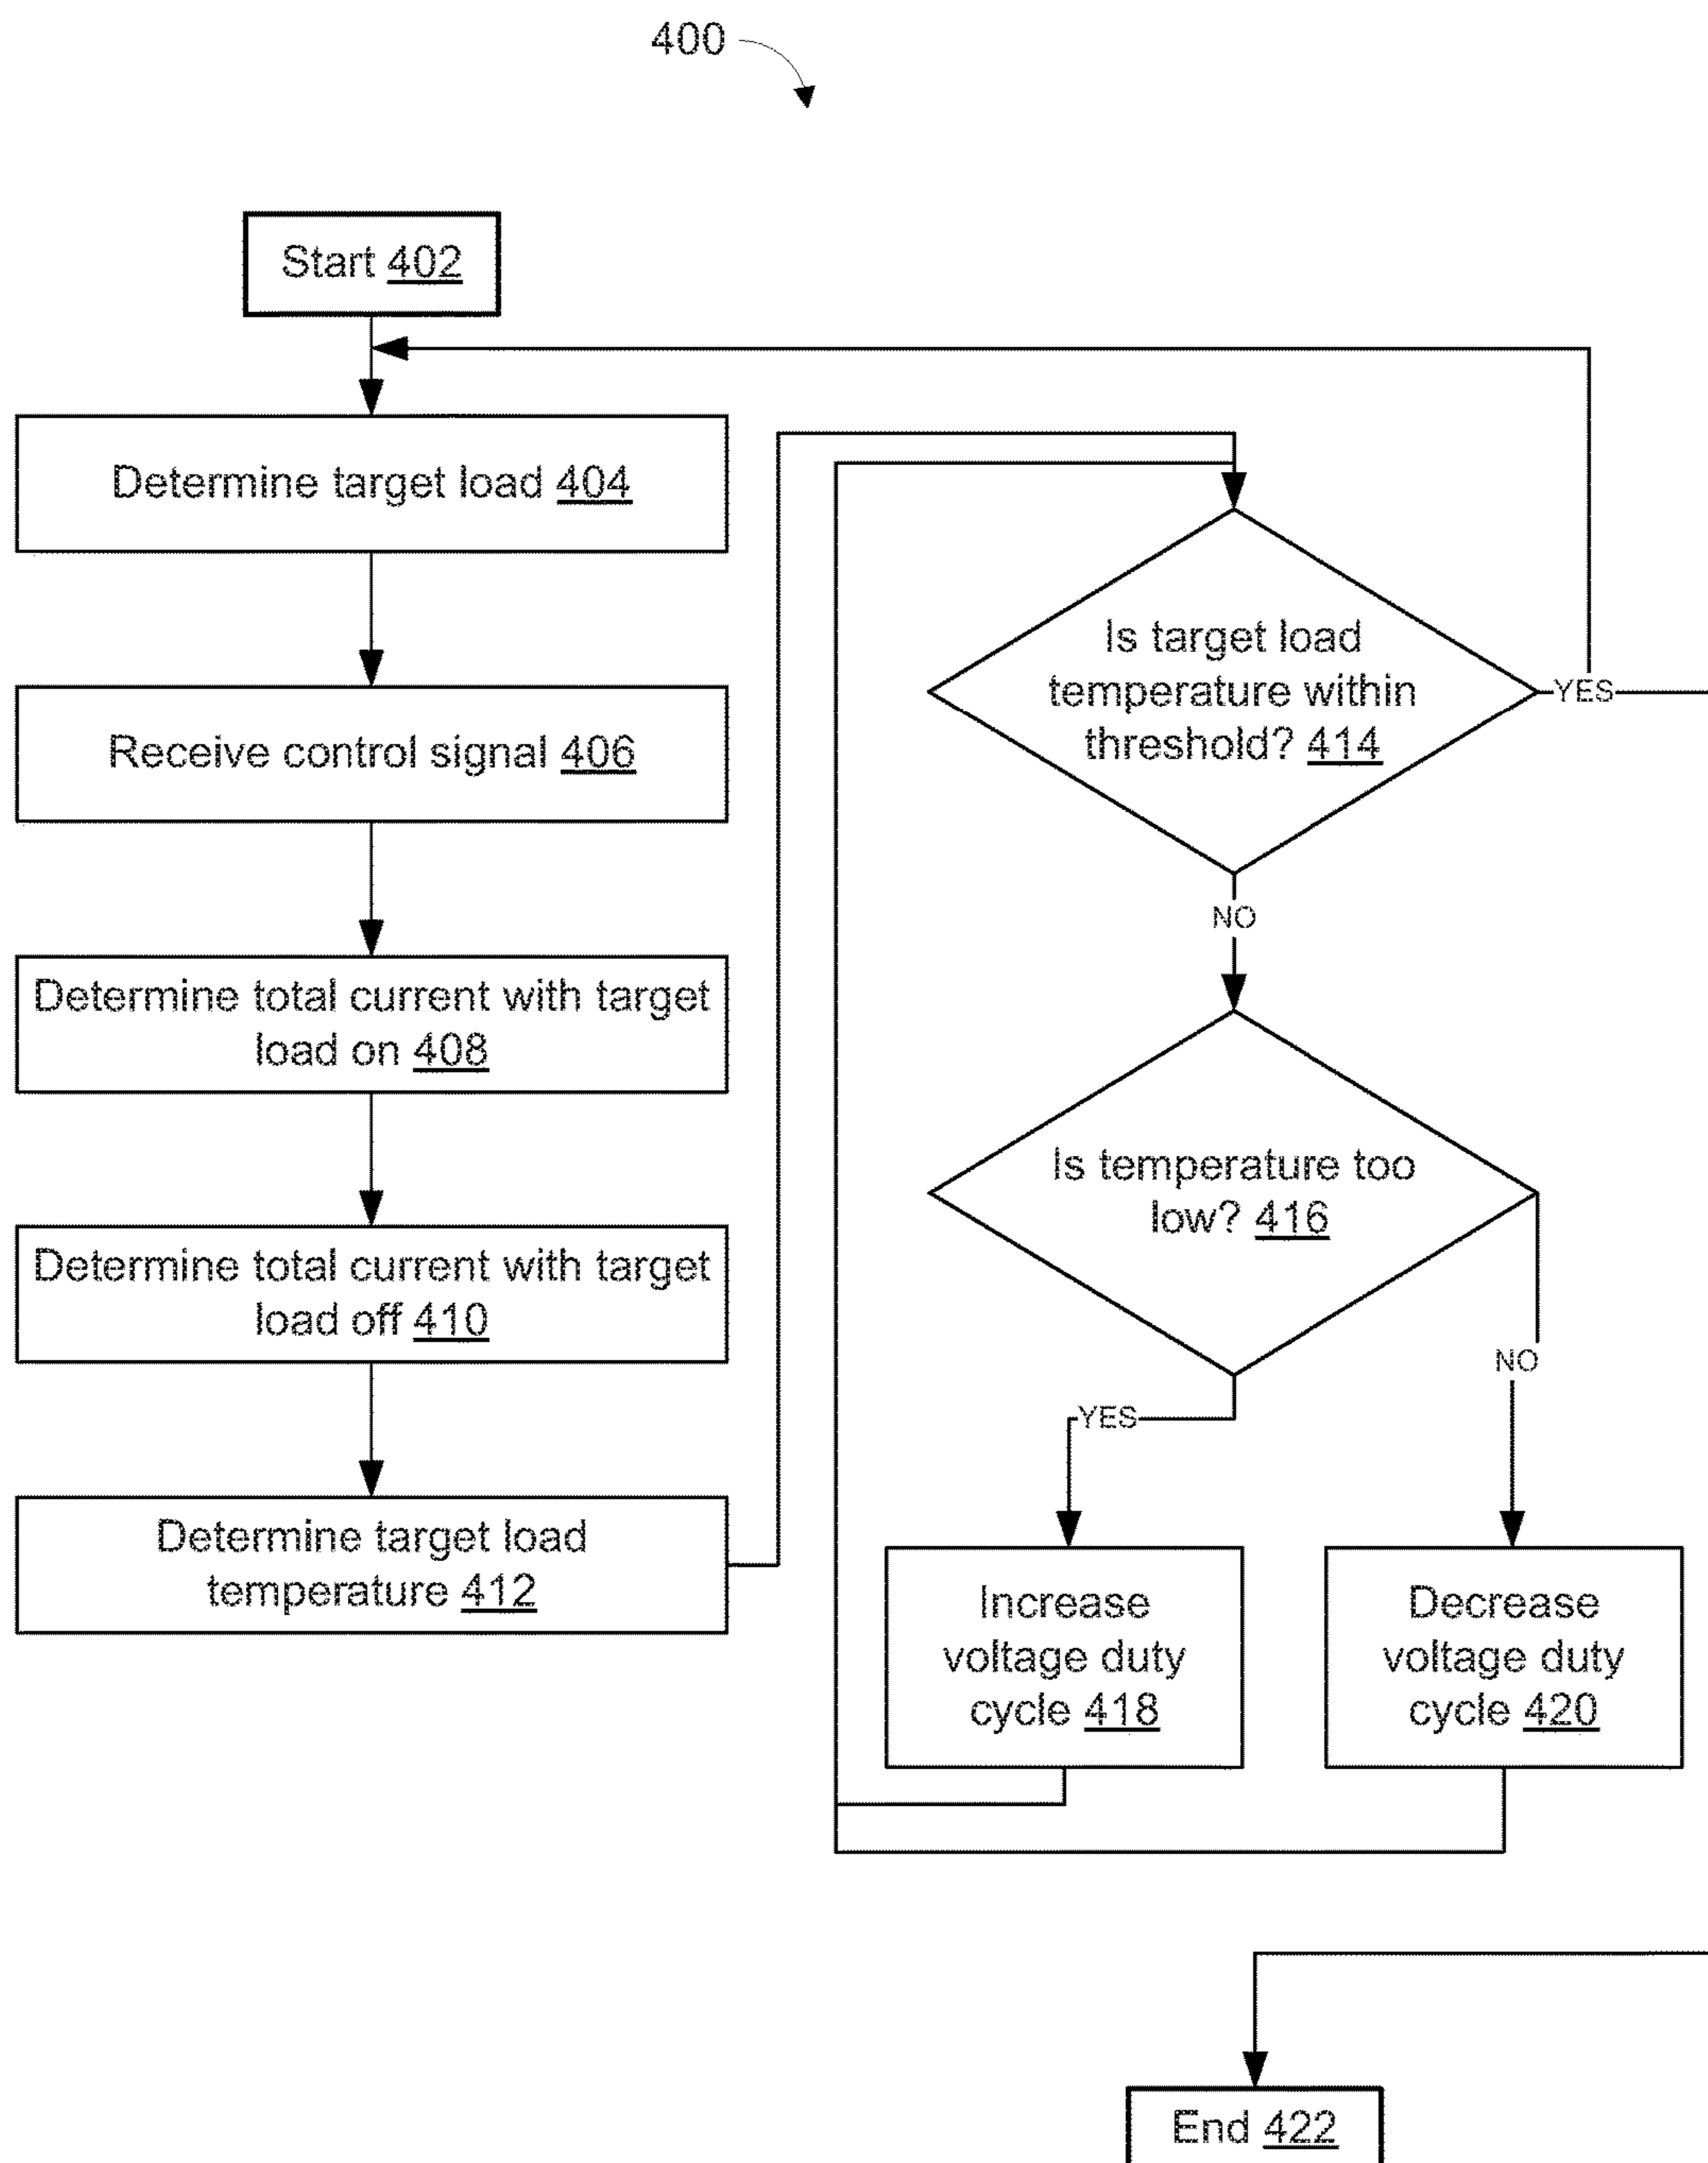 400
Start 402
Determine target load 404
Receive control signal 406
Determine total current with target
load on 408
Determine total current with target
load off 410
Determine target load
temperature 412
Is target load
temperature within
threshold? 414
YES
NO
Is temperature too
low? 416
YES
NO
Increase
voltage duty
cycle 418
Decrease
voltage duty
cycle 420
End 422